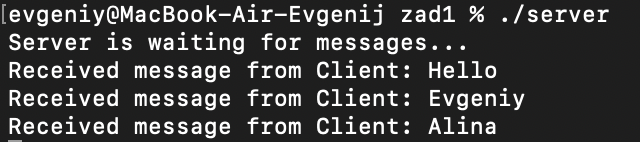 [evgeniy@MacBook-Air-Evgenij zad1 % ./server
Server is waiting for messages...
Received message from Client: Hello
Received message from Client: Evgeniy
Received message from Client: Alina